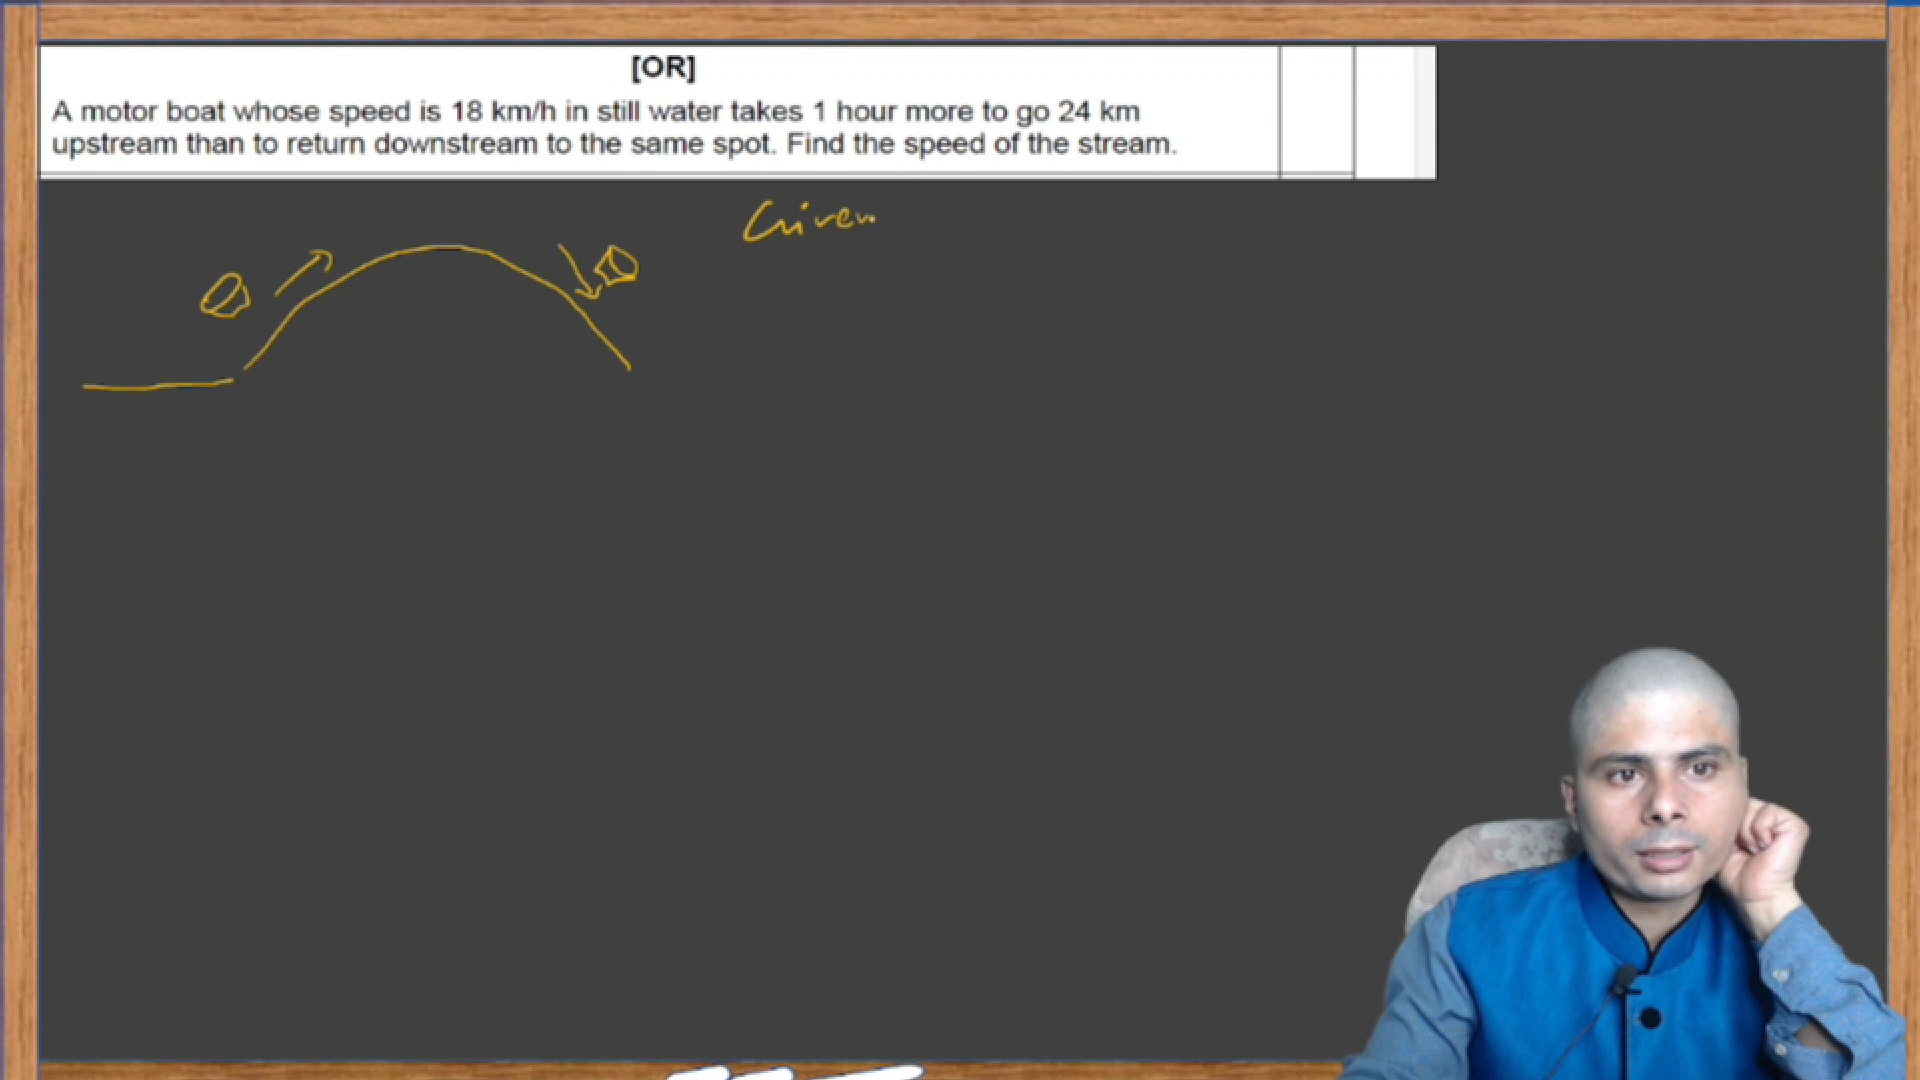 [OR]
A motor boat whose speed is 18 km/h in still water takes 1 hour more to go 24 km
upstream than to return downstream to the same spot. Find the speed of the stream.
Given